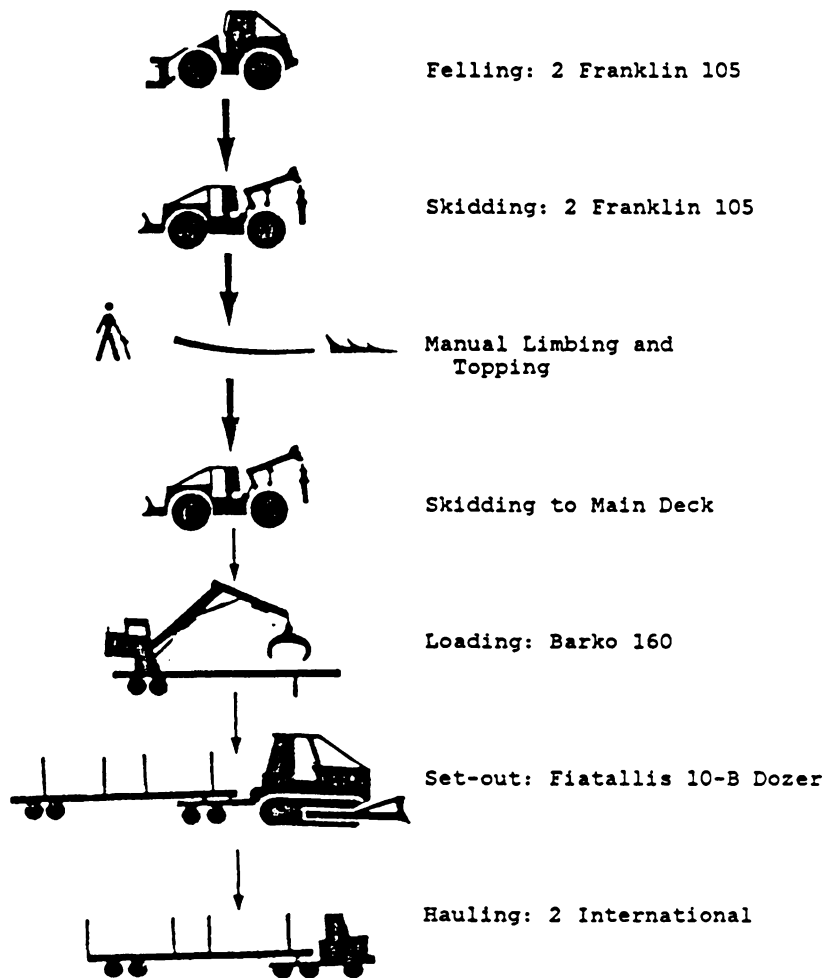 Felling: 2 Franklin 105
Skidding: 2 Franklin 105
Manual Limbing and
Topping
Skidding to Main Deck
Loading: Barko 160
Set-out: Fiatallis 10-B Dozer
Hauling: 2 International